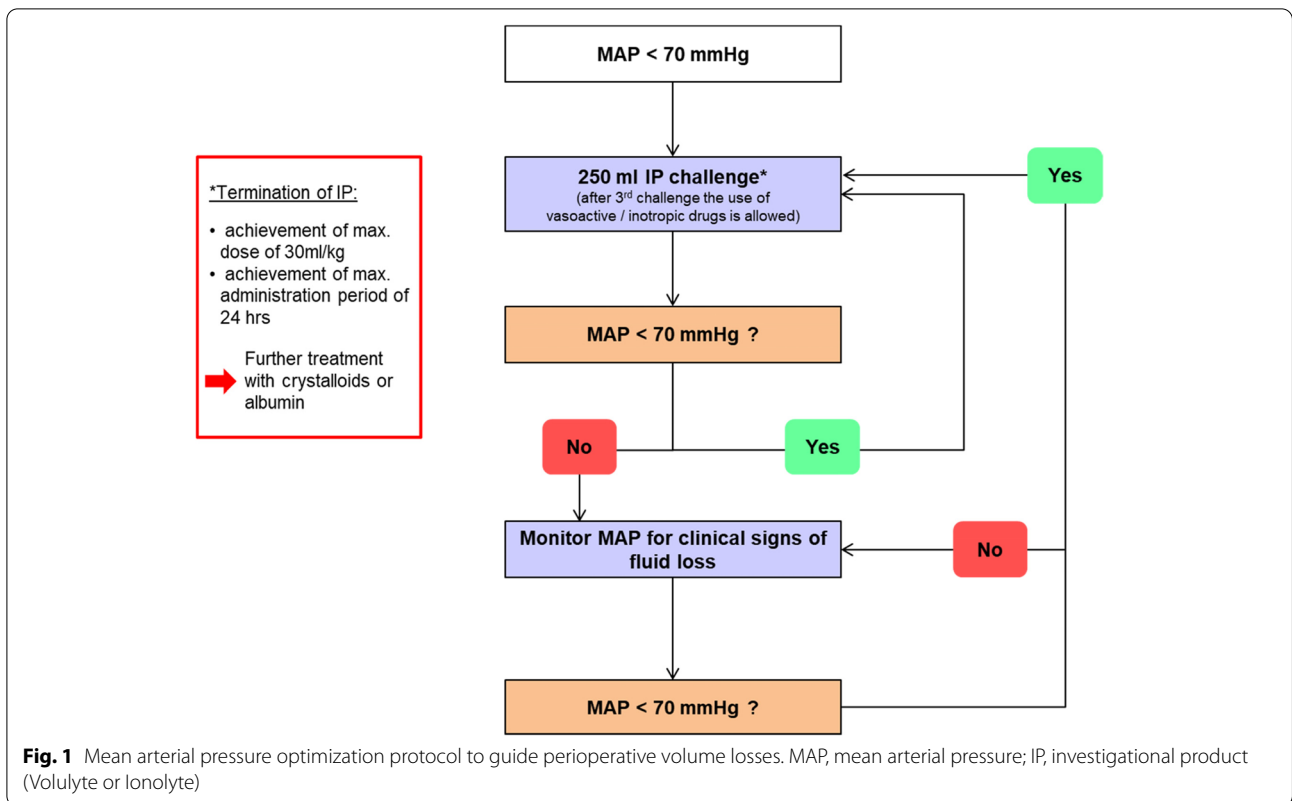 MAP < 70 mmHg
250 ml IP challenge*
(after 3rd challenge the use of
vasoactive / inotropic drugs is allowed)
Yes
*Termination of IP:
• achievement of max.
dose of 30ml/kg
• achievement of max.
administration period of
24 hrs
Further treatment
with crystalloids or
albumin
MAP < 70 mmHg ?
No
Yes
Monitor MAP for clinical signs of
fluid loss
No
MAP < 70 mmHg ?
Fig. 1 Mean arterial pressure optimization protocol to guide perioperative volume losses. MAP, mean arterial pressure; IP, investigational product
(Volulyte or Ionolyte)